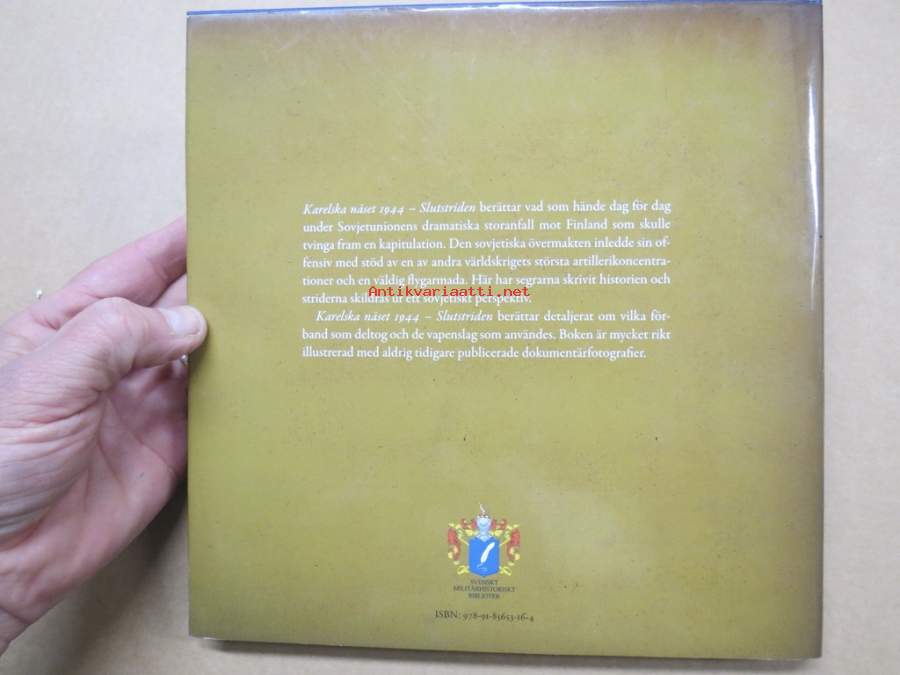 Karelska näset 1944 – Slutstriden berättar vad som hände dag för dag
under Sovjetunionens dramatiska storanfall mot Finland som skulle
tvinga fram en kapitulation. Den sovjetiska övermakten inledde sin of-
fensiv med stöd av en av andra världskrigets största artillerikoncentra-
tioner och en väldig flygarmada. Här har segrarna skrivit historien och
Antikvariaatti.net
striderna skildras ur ett sovjetiskt perspektiv.
Karelska näset 1944 – Slutstriden berättar detaljerat om vilka för-
band som deltog och de vapenslag som användes. Boken är mycket rikt
illustrerad med aldrig tidigare publicerade dokumentärfotografier.
SVENSKT
MILITÄRHISTORISKT
BIBLIOTEK
ISBN: 978-91-85653-16-4